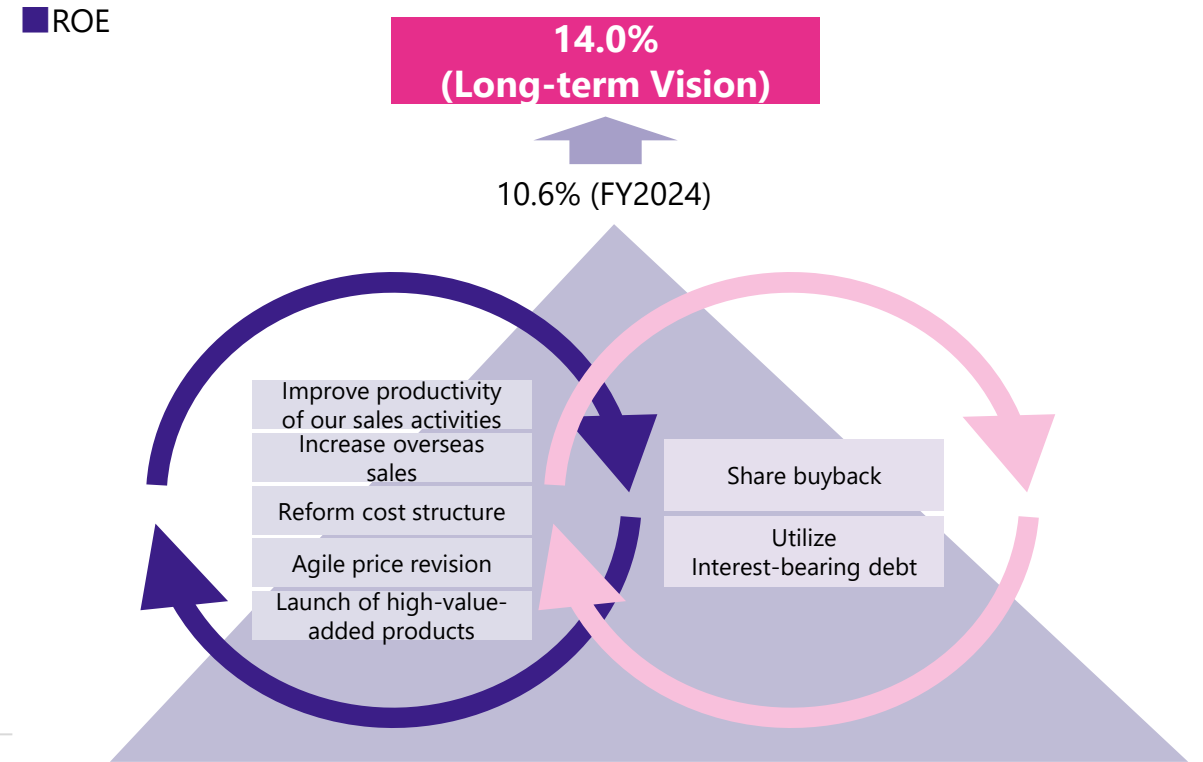 ROE
14.0%
(Long-term Vision)
10.6% (FY2024)
Improve productivity
of our sales activities
Increase overseas
sales
Reform cost structure
Agile price revision
Launch of high-value-
added products
Share buyback
Utilize
Interest-bearing debt